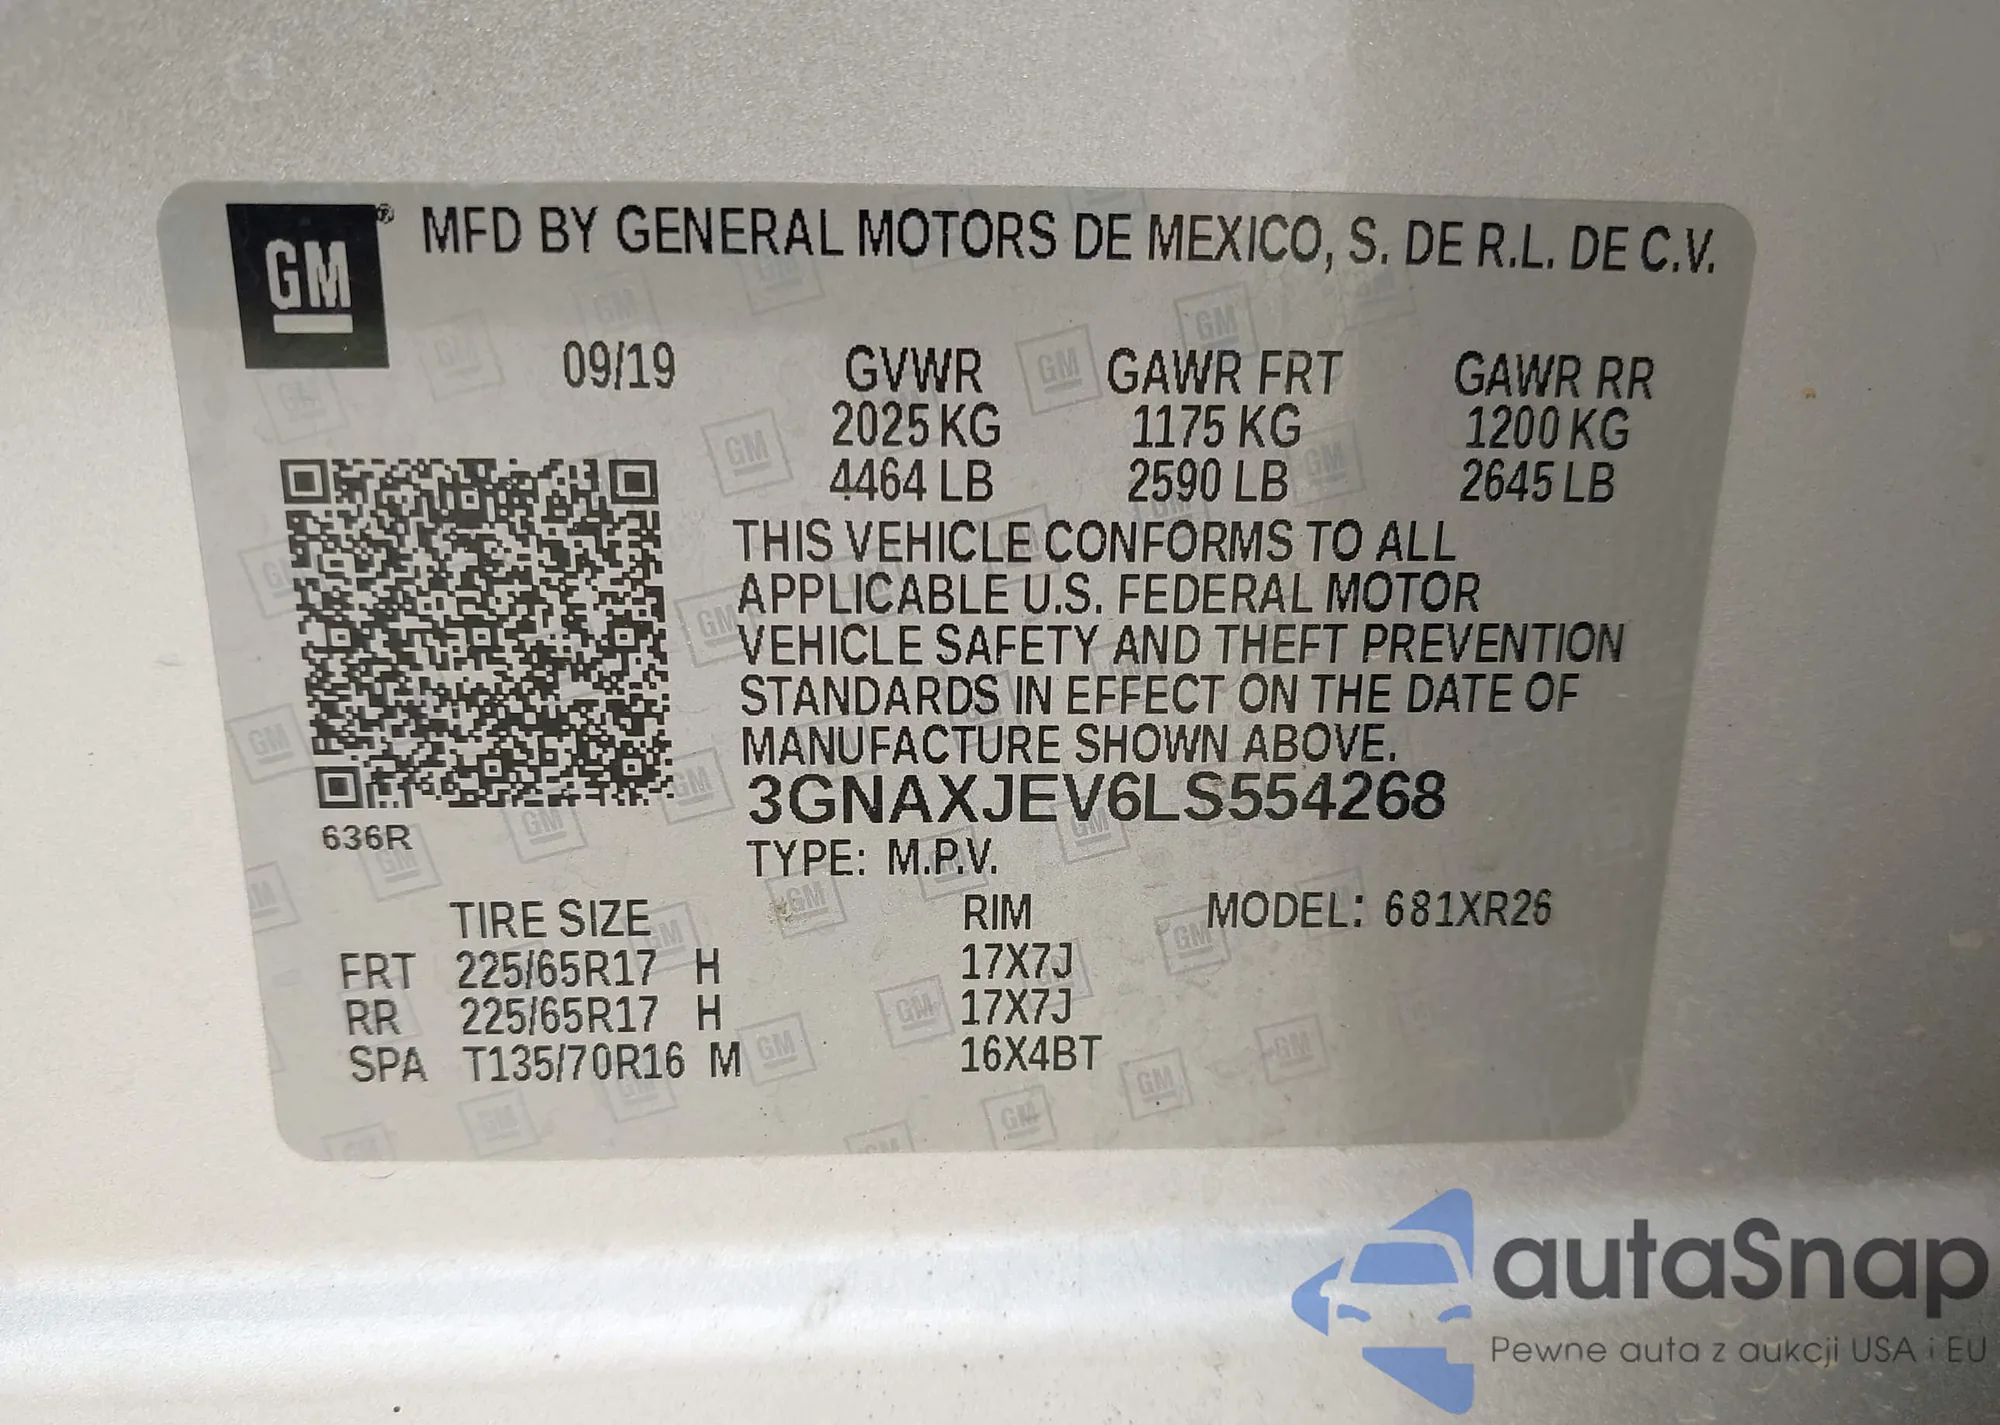 GM ® MFD BY GENERAL MOTORS DE MEXICO, S. DE R.L. DE C.V.
09/19 GVWR GAWR FRT GAWR RR
2025 KG 1175 KG 1200 KG
4464 LB 2590 LB 2645 LB
THIS VEHICLE CONFORMS TO ALL
APPLICABLE U.S. FEDERAL MOTOR
VEHICLE SAFETY AND THEFT PREVENTION
STANDARDS IN EFFECT ON THE DATE OF
MANUFACTURE SHOWN ABOVE.
3GNAXJEV6LS554268
636R
TYPE: M.P.V.
TIRE SIZE RIM MODEL: 681XR26
FRT 225/65R17 H 17X7J
RR 225/65R17 H 17X7J
SPA T135/70R16 M 16X4BT
autaSnap
Pewne auta z aukcji USA i EU